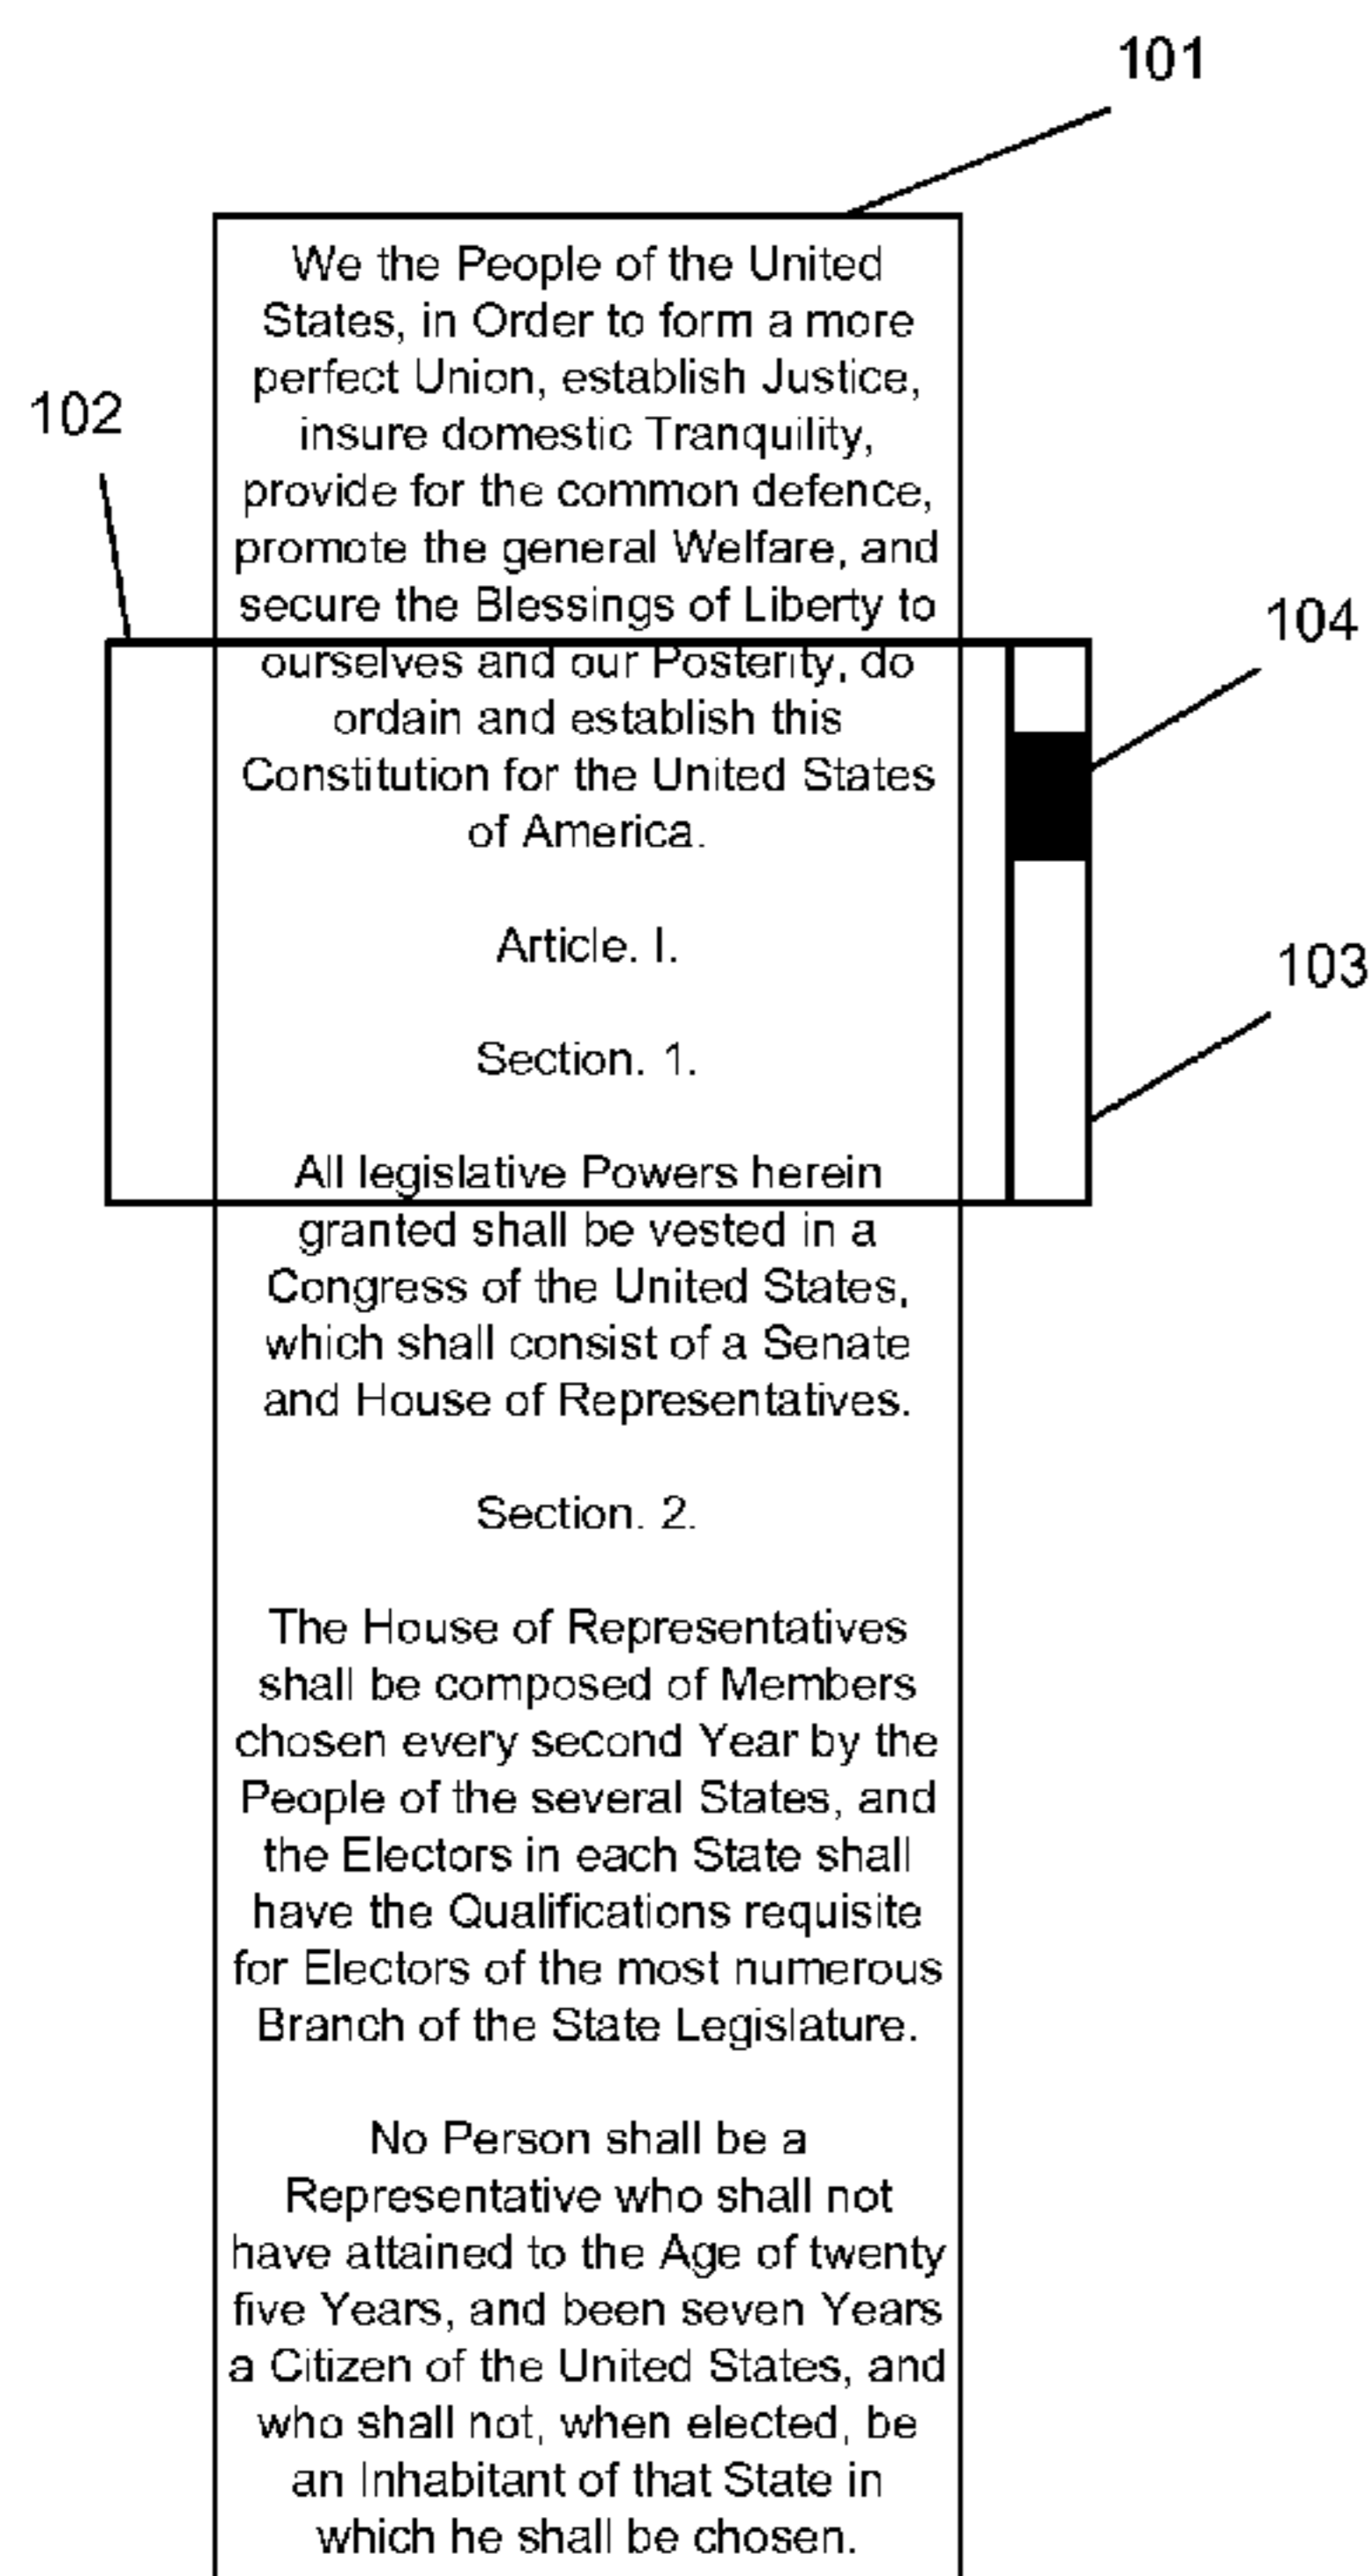 101
We the People of the United
States, in Order to form a more
perfect Union, establish Justice,
102
insure domestic Tranquility,
provide for the common defence,
promote the general Welfare, and
secure the Blessings of Liberty to
104
ourselves and our Posterity, do
ordain and establish this
Constitution for the United States
of America.
Article. I.
103
Section. 1.
All legislative Powers herein
granted shall be vested in a
Congress of the United States,
which shall consist of a Senate
and House of Representatives.
Section. 2.
The House of Representatives
shall be composed of Members
chosen every second Year by the
People of the several States, and
the Electors in each State shall
have the Qualifications requisite
for Electors of the most numerous
Branch of the State Legislature.
No Person shall be a
Representative who shall not
have attained to the Age of twenty
five Years, and been seven Years
a Citizen of the United States, and
who shall not, when elected, be
an Inhabitant of that State in
which he shall be chosen.